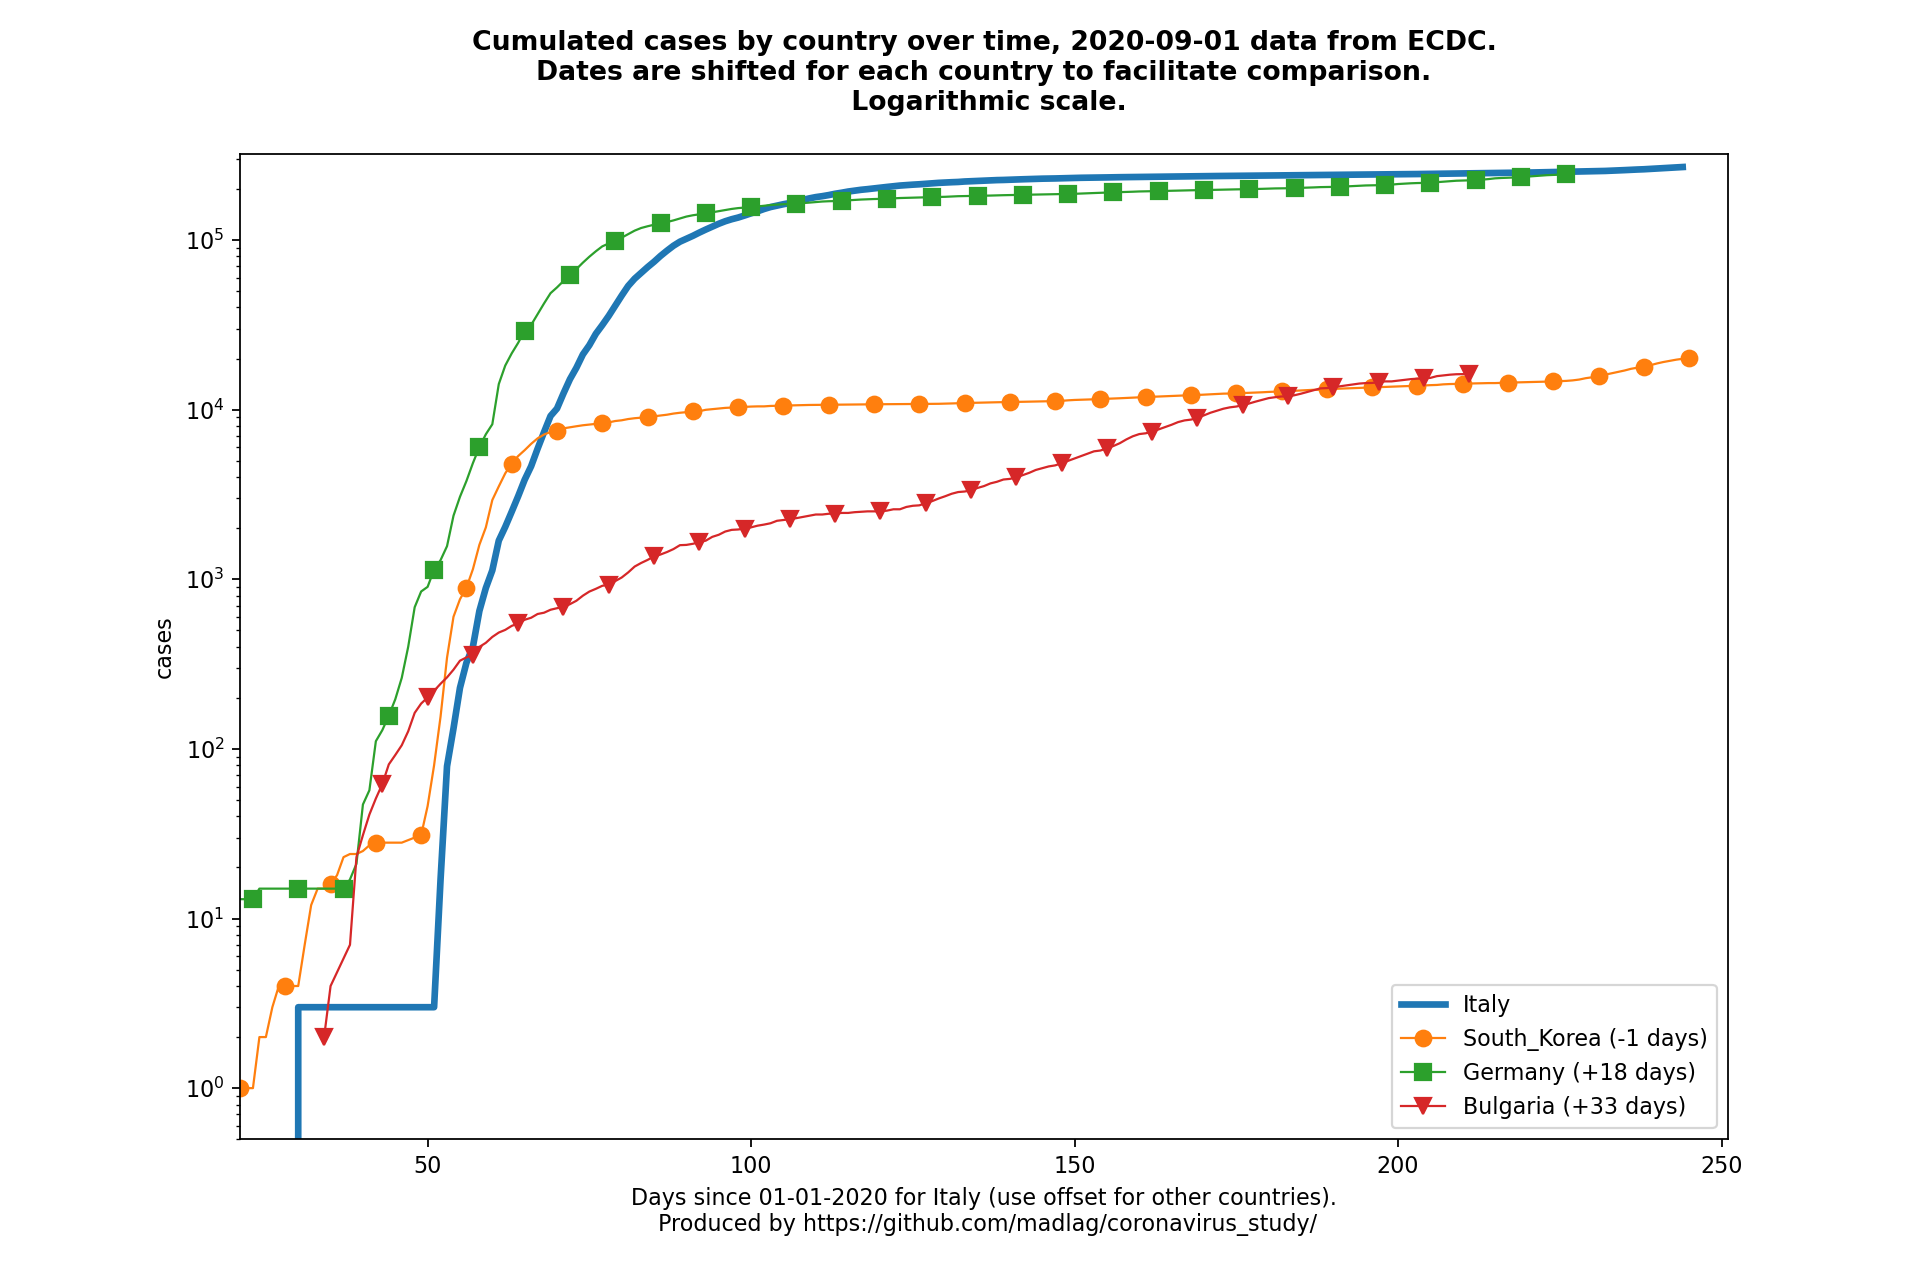 Cumulated cases by country over time, 2020-09-01 data from ECDC.
Dates are shifted for each country to facilitate comparison.
Logarithmic scale.
cases
10^5
10^4
10^3
10^2
10^1
10^0
50
100
150
200
250
Italy
South_Korea (-1 days)
Germany (+18 days)
Bulgaria (+33 days)
Days since 01-01-2020 for Italy (use offset for other countries).
Produced by https://github.com/madlag/coronavirus_study/